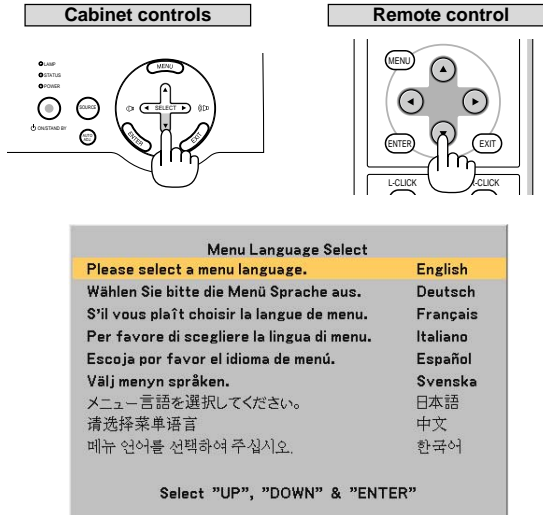 Cabinet controls
Remote control
LAMP
STATUS
POWER
ON/STAND BY
SOURCE
AUTO ADJ.
MENU
SELECT
ENTER
EXIT
MENU
ENTER
EXIT
L-CLICK
R-CLICK
Menu Language Select
Please select a menu language. English
Wählen Sie bitte die Menü Sprache aus. Deutsch
S'il vous plaît choisir la langue de menu. Français
Per favore di scegliere la lingua di menu. Italiano
Escoja por favor el idioma de menú. Español
Välj menyn språken. Svenska
メニュー言語を選択してください。 日本語
请选择菜单语言 中文
메뉴 언어를 선택하여 주십시오. 한국어
Select "UP", "DOWN" & "ENTER"